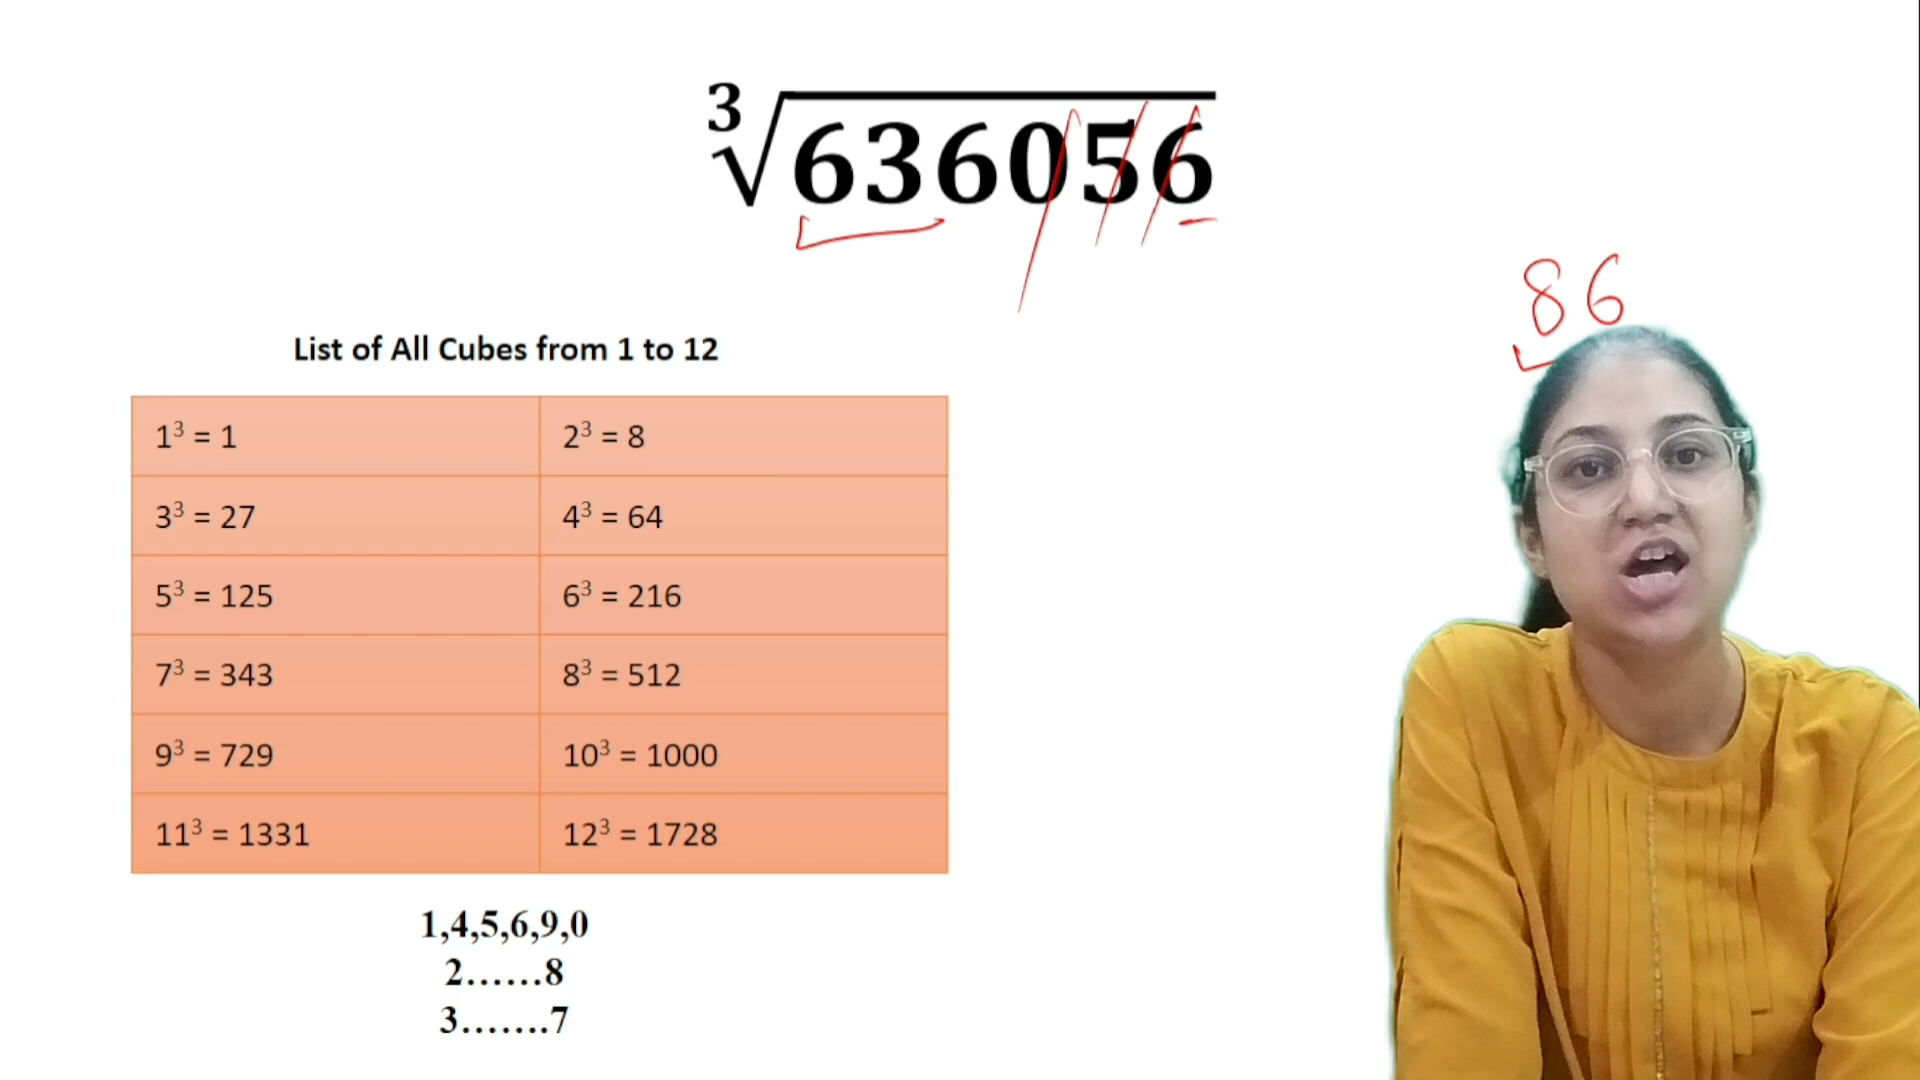 ∛636056
86
List of All Cubes from 1 to 12
1³ = 1 2³ = 8
3³ = 27 4³ = 64
5³ = 125 6³ = 216
7³ = 343 8³ = 512
9³ = 729 10³ = 1000
11³ = 1331 12³ = 1728
1,4,5,6,9,0
2......8
3.......7